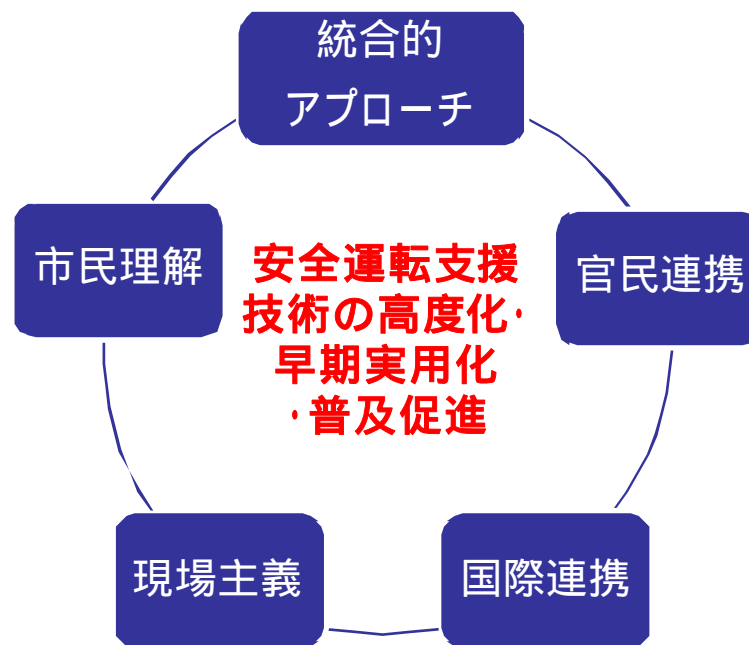 統合的
アプローチ
市民理解
官民連携
安全運転支援
技術の高度化・
早期実用化
・普及促進
現場主義
国際連携